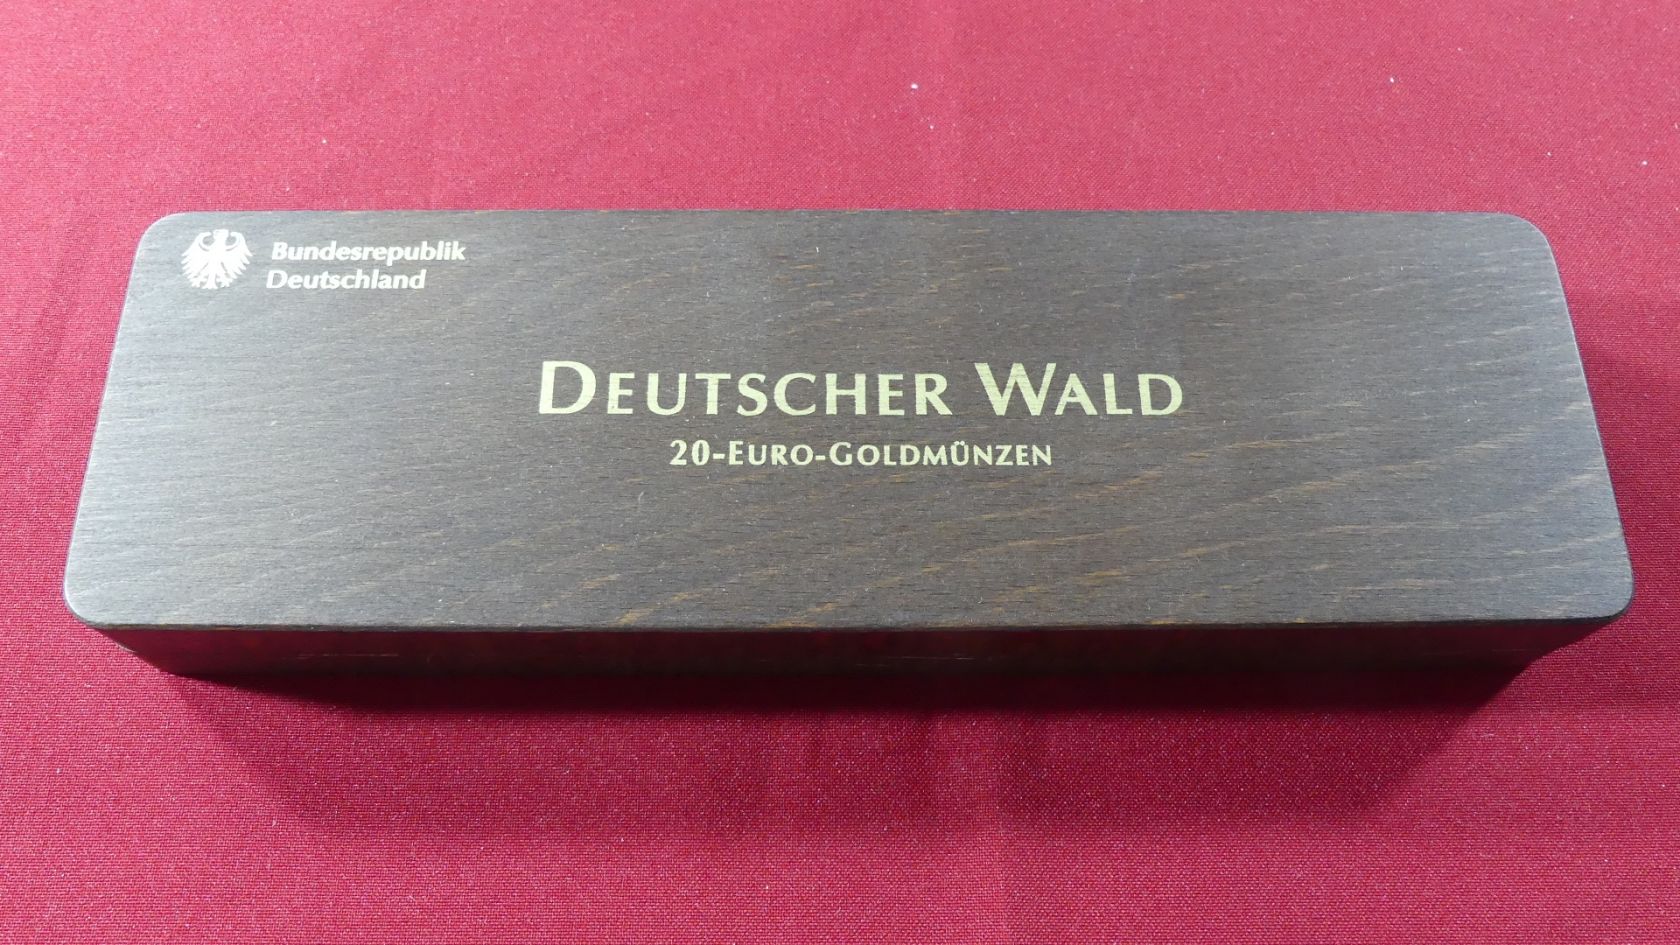 Bundesrepublik
Deutschland
DEUTSCHER WALD
20-EURO-GOLDMÜNZEN